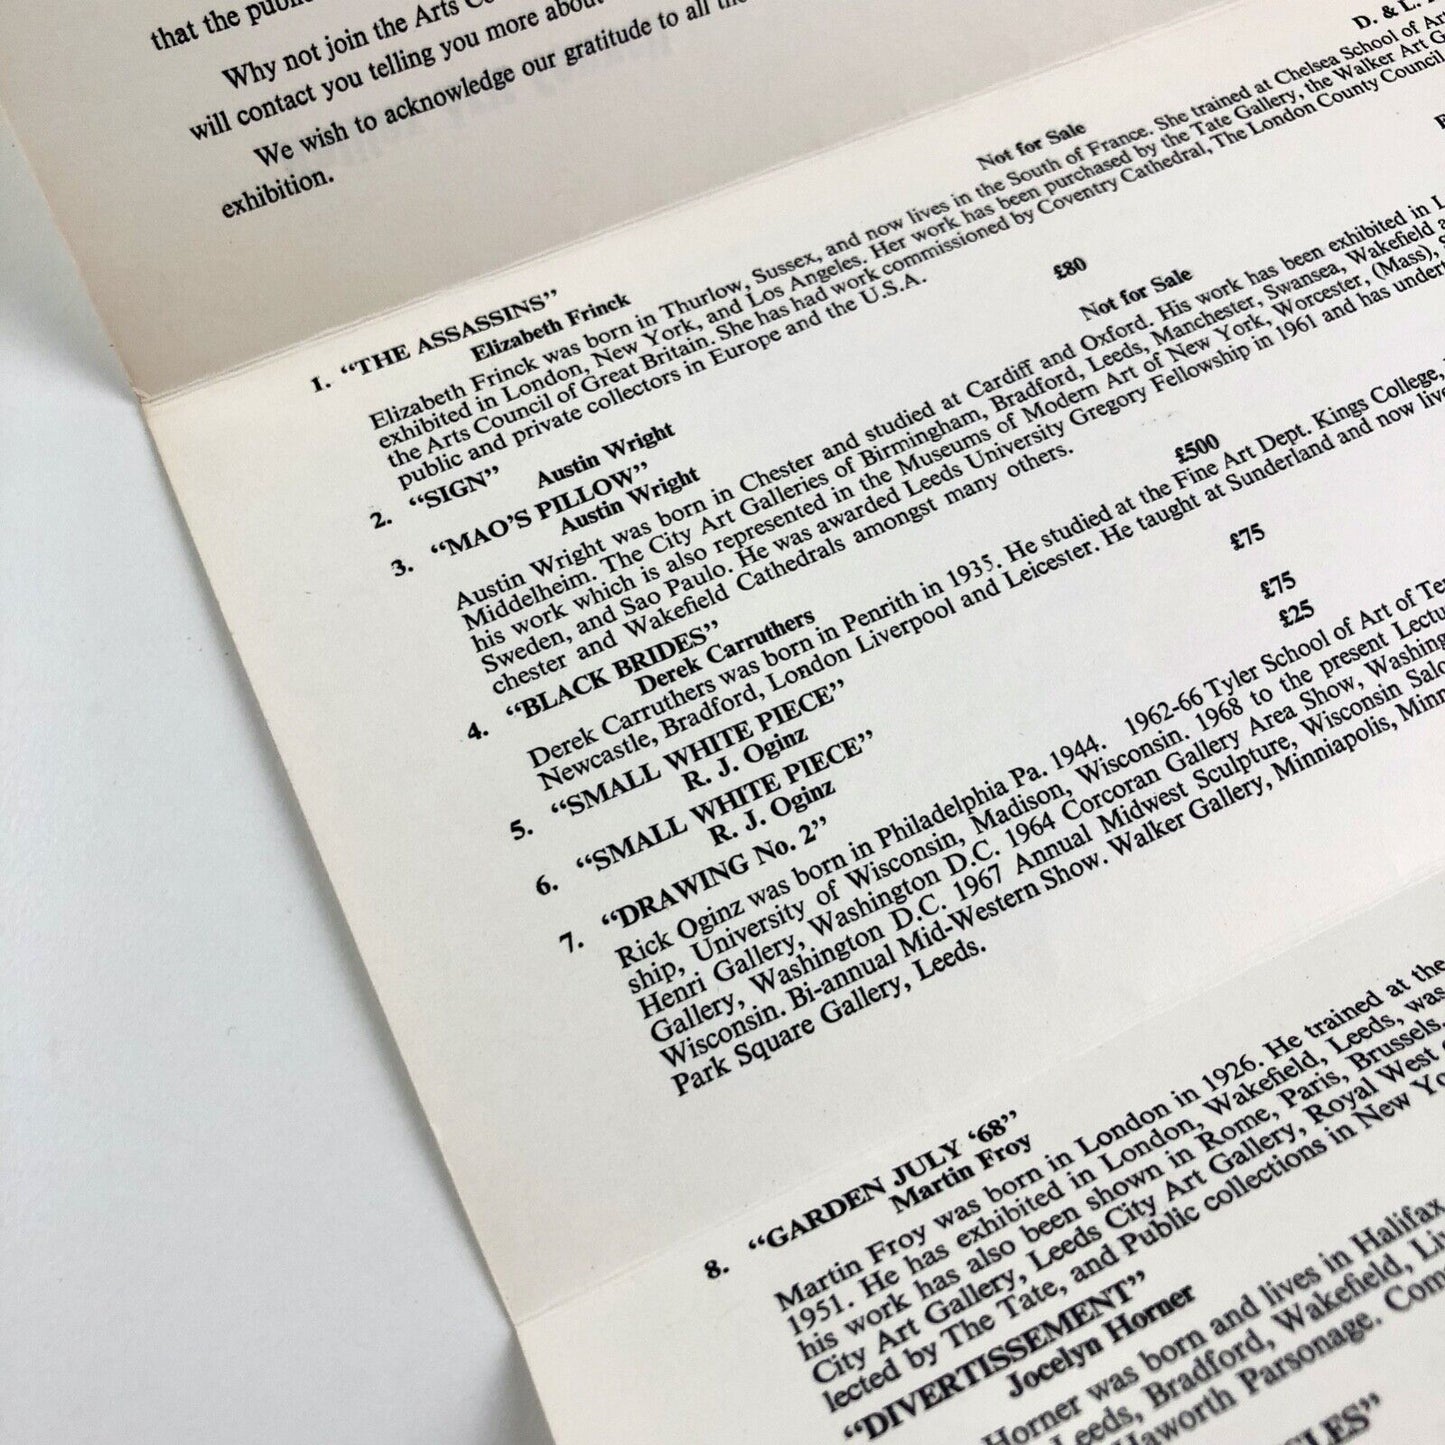 that the public
Why not join the Arts Co
will contact you telling you more about
We wish to acknowledge our gratitude to all the
exhibition.
D. & L.
1. “THE ASSASSINS”
Elizabeth Frinck
Not for Sale
Elizabeth Frinck was born in Thurlow, Sussex, and now lives in the South of France. She trained at Chelsea School of Art
exhibited in London, New York, and Los Angeles. Her work has been purchased by the Tate Gallery, the Walker Art G
the Arts Council of Great Britain. She has had work commissioned by Coventry Cathedral, The London County Council,
public and private collectors in Europe and the U.S.A.
2. “SIGN”
Austin Wright
£80
3. “MAO’S PILLOW”
Austin Wright
Not for Sale
Austin Wright was born in Chester and studied at Cardiff and Oxford, His work has been exhibited in L
Middelheim. The City Art Galleries of Birmingham, Bradford, Leeds, Manchester, Swansea, Wakefield a
his work which is also represented in the Museums of Modern Art of New York, Worcester, (Mass), S
Sweden, and Sao Paulo. He was awarded Leeds University Gregory Fellowship in 1961 and has undert
chester and Wakefield Cathedrals amongst many others.
4. “BLACK BRIDES”
Derek Carruthers
£500
Derek Carruthers was born in Penrith in 1935. He studied at the Fine Art Dept. Kings College,
Newcastle, Bradford, London Liverpool and Leicester. He taught at Sunderland and now live
5. “SMALL WHITE PIECE”
R. J. Oginz
£75
6. “SMALL WHITE PIECE”
R. J. Oginz
£75
7. “DRAWING No. 2”
£25
Rick Oginz was born in Philadelphia Pa. 1944. 1962-66 Tyler School of Art of Te
ship, University of Wisconsin, Madison, Wisconsin. 1968 to the present Lectu
Henri Gallery, Washington D.C. 1964 Corcoran Gallery Area Show, Washing
Gallery, Washington D.C. 1967 Annual Midwest Sculpture, Wisconsin Salo
Wisconsin. Bi-annual Mid-Western Show. Walker Gallery, Minniapolis, Minn
Park Square Gallery, Leeds.
8. “GARDEN JULY ‘68”
Martin Froy
Martin Froy was born in London in 1926. He trained at the
1951. He has exhibited in London, Wakefield, Leeds, was
his work has also been shown in Rome, Paris, Brussels.
City Art Gallery, Leeds City Art Gallery, Royal West
lected by The Tate, and Public collections in New Yo
“DIVERTISSEMENT”
Jocelyn Horner
Horner was born and lives in Halifax
Leeds, Bradford, Wakefield, Liv
Haworth Parsonage. Com
LES”